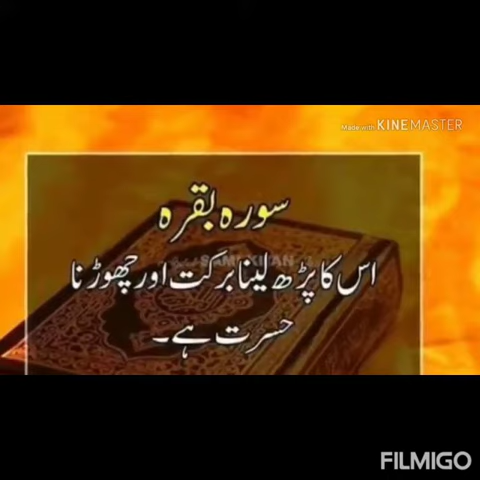 Made with KINEMASTER
سورہ بقرہ
اس کا پڑھ لینا برکت اور چھوڑنا
حسرت ہے۔
FILMIGO